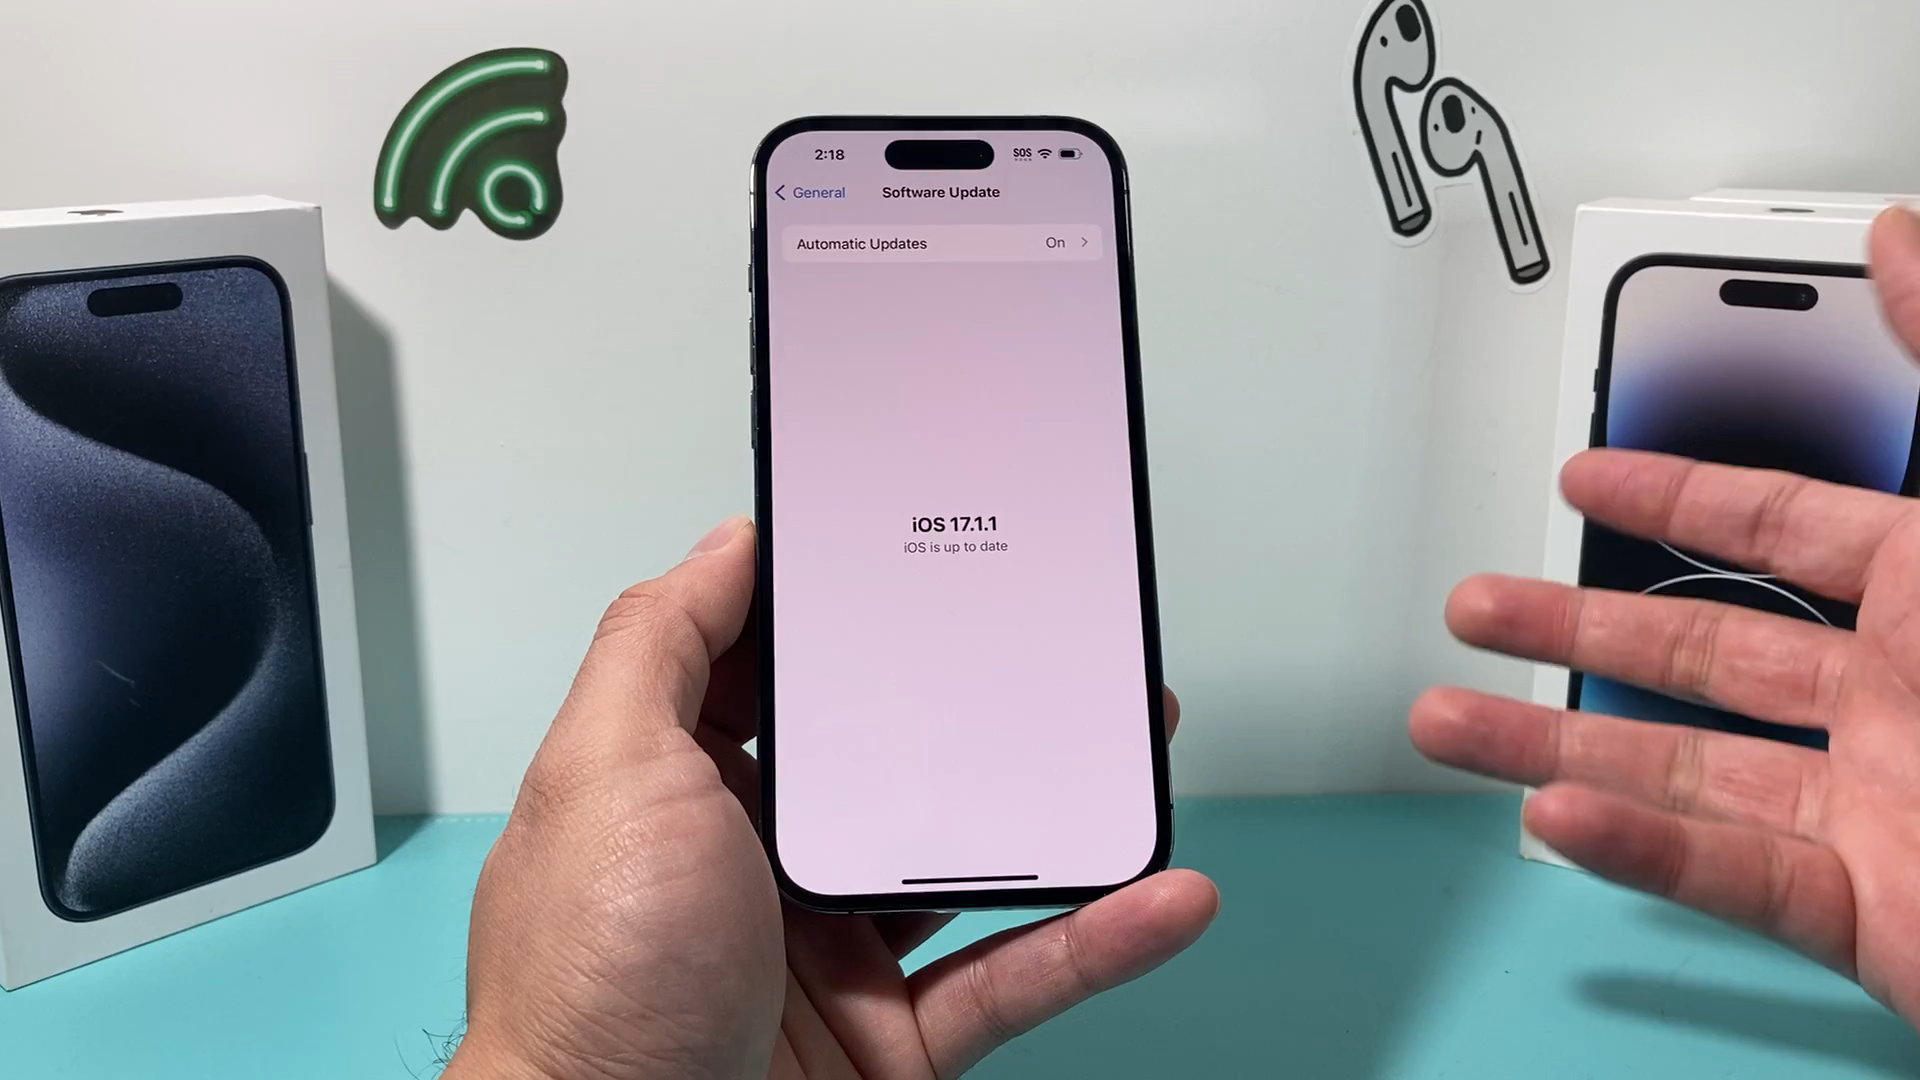 2:18
SOS
General
Software Update
Automatic Updates
On
iOS 17.1.1
iOS is up to date